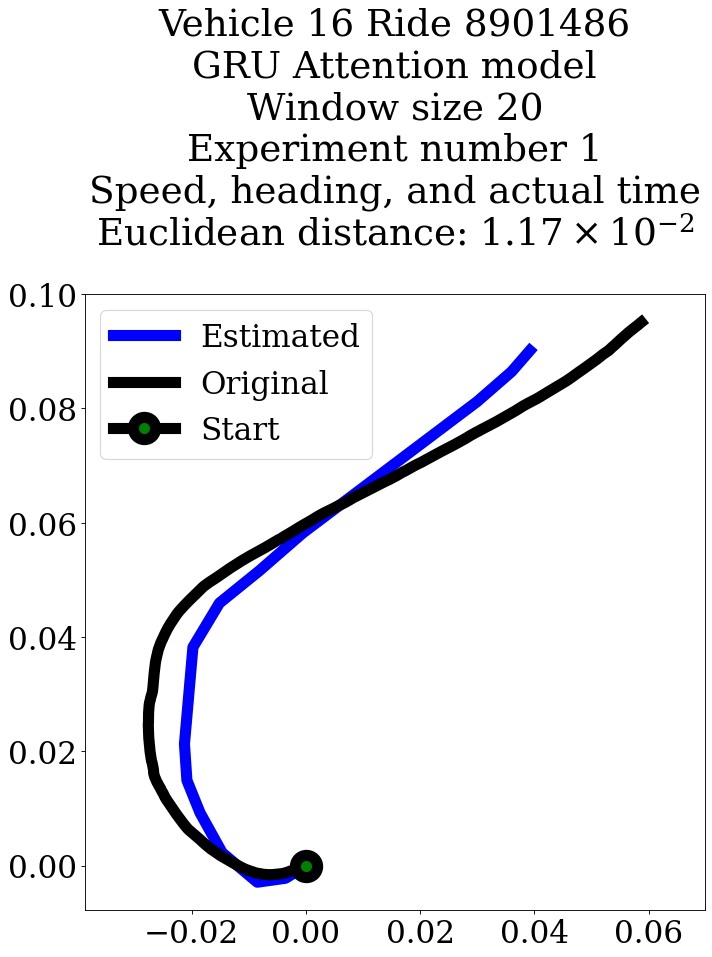 Vehicle 16 Ride 8901486
GRU Attention model
Window size 20
Experiment number 1
Speed, heading, and actual time
Euclidean distance: 1.17 × 10⁻²
0.10
0.08
0.06
0.04
0.02
0.00
Estimated
Original
Start
−0.02 0.00 0.02 0.04 0.06